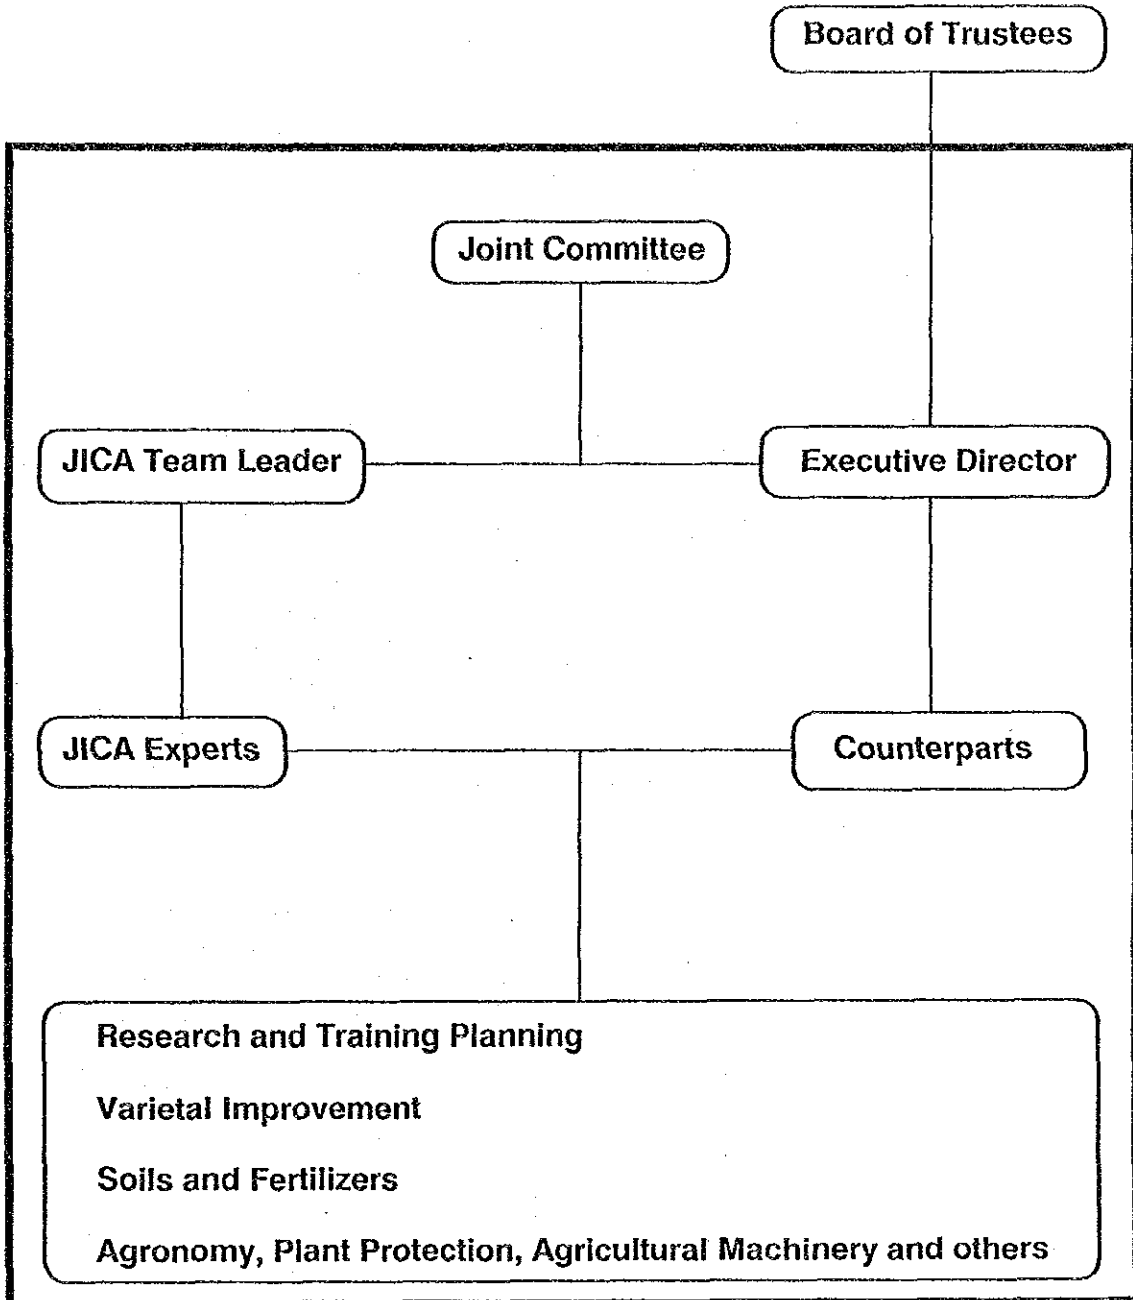 Board of Trustees
Joint Committee
JICA Team Leader
Executive Director
JICA Experts
Counterparts
Research and Training Planning
Varietal Improvement
Soils and Fertilizers
Agronomy, Plant Protection, Agricultural Machinery and others